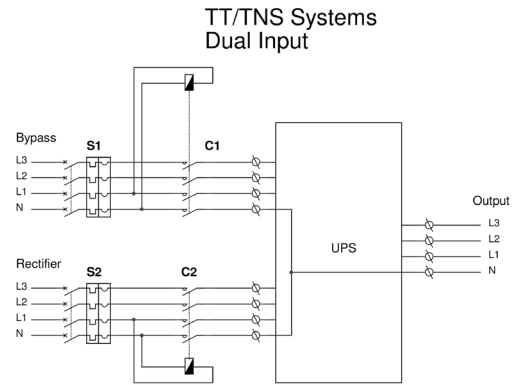 TT/TNS Systems
Dual Input
Bypass
S1
C1
L3
L2
L1
N
Output
L3
L2
L1
N
UPS
Rectifier
S2
C2
L3
L2
L1
N